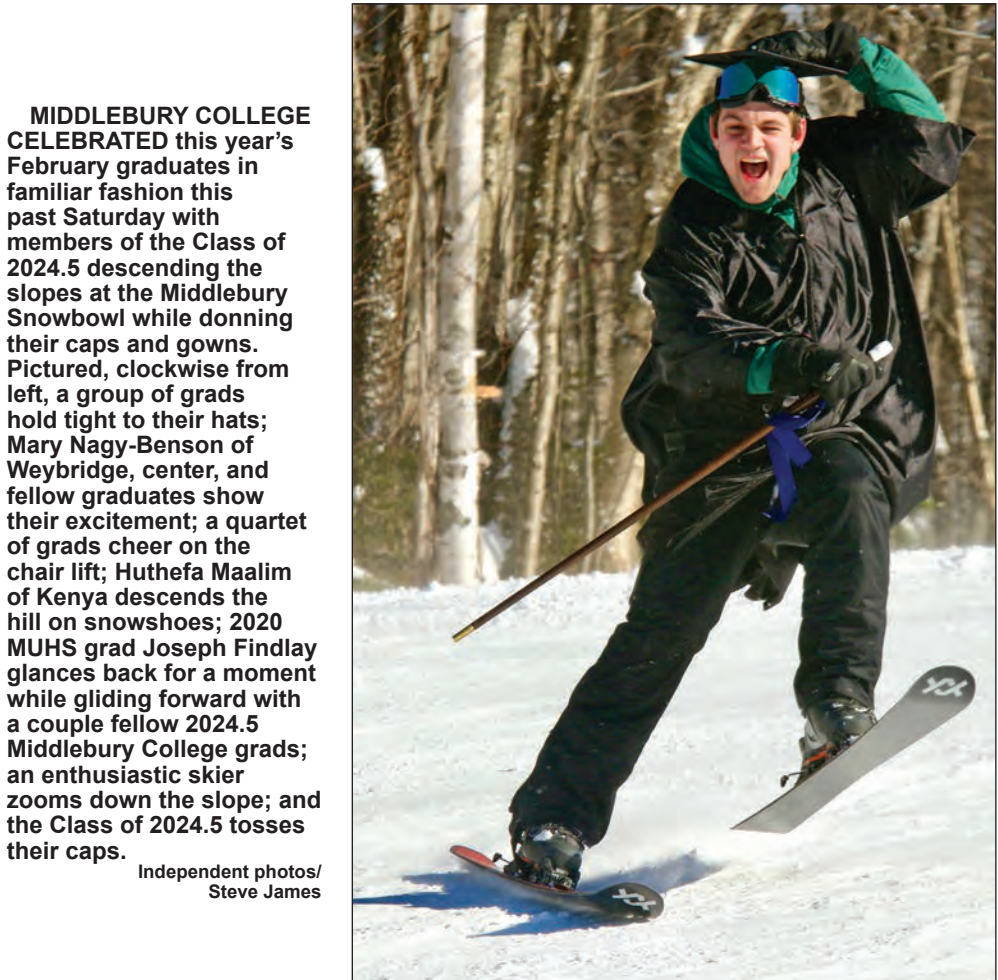 MIDDLEBURY COLLEGE
CELEBRATED this year's
February graduates in
familiar fashion this
past Saturday with
members of the Class of
2024.5 descending the
slopes at the Middlebury
Snowbowl while donning
their caps and gowns.
Pictured, clockwise from
left, a group of grads
hold tight to their hats;
Mary Nagy-Benson of
Weybridge, center, and
fellow graduates show
their excitement; a quartet
of grads cheer on the
chair lift; Huthefa Maalim
of Kenya descends the
hill on snowshoes; 2020
MUHS grad Joseph Findlay
glances back for a moment
while gliding forward with
a couple fellow 2024.5
Middlebury College grads;
an enthusiastic skier
zooms down the slope; and
the Class of 2024.5 tosses
their caps.
Independent photos/
Steve James